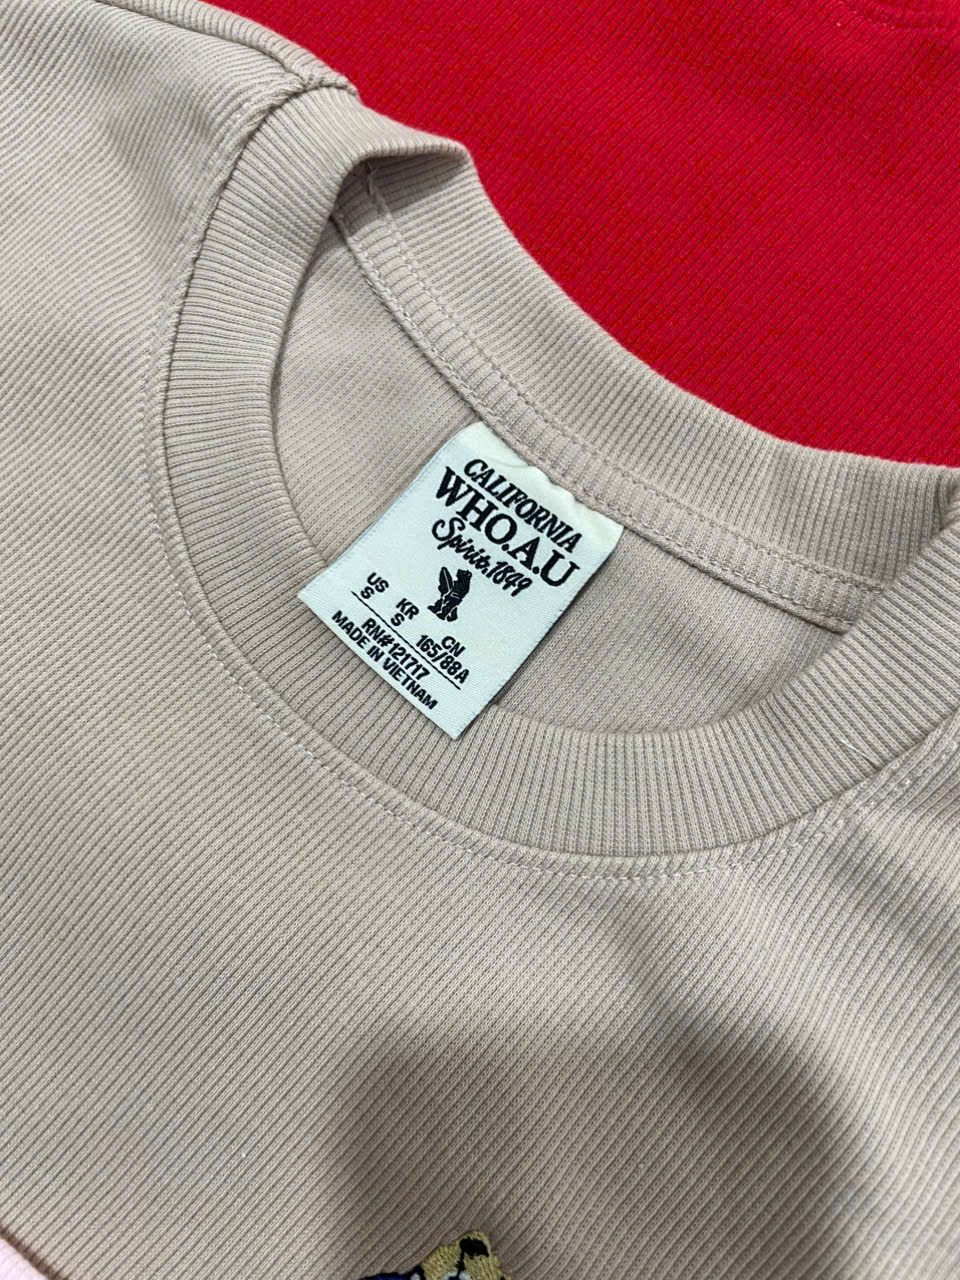 CALIFORNIA
WHO.A.U
Spirit.1849
US KR CN
S S 165/88A
RN#121717
MADE IN VIETNAM